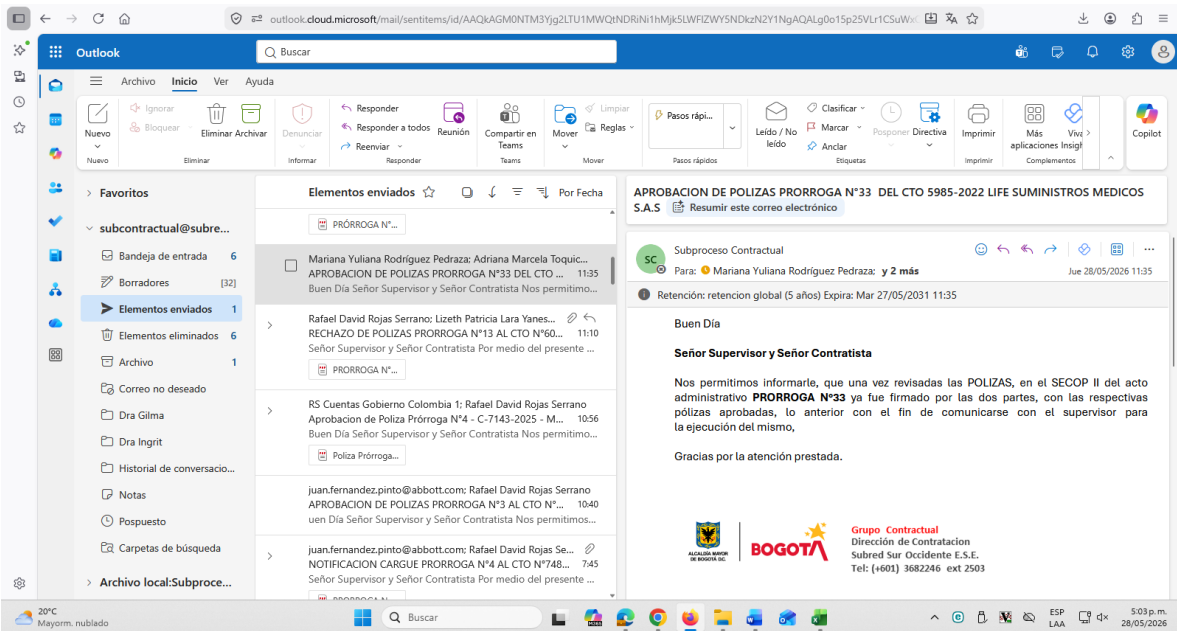 outlook.cloud.microsoft/mail/sentitems/id/AAQkAGM0NTM3Yjg2LTU1MWQtNDRiNi1hMjk5LWFlZWY5NDkzN2Y1NgAQALg0o15p25VLr1CSuWx
Outlook
Buscar
Archivo Inicio Ver Ayuda
Nuevo
Nuevo
Ignorar
Bloquear
Eliminar Archivar
Eliminar
Denunciar
Informar
Responder
Responder a todos
Reenviar
Reunión
Responder
Compartir en
Teams
Teams
Mover
Limpiar
Reglas
Mover
Pasos rápi...
Pasos rápidos
Leído / No
leído
Clasificar
Marcar
Anclar
Posponer
Directiva
Etiquetas
Imprimir
Imprimir
Más
aplicaciones
Viva
Insigh
Complementos
Copilot
Favoritos
subcontractual@subre...
Bandeja de entrada 6
Borradores [32]
Elementos enviados 1
Elementos eliminados 6
Archivo 1
Correo no deseado
Dra Gilma
Dra Ingrit
Historial de conversacio...
Notas
Pospuesto
Carpetas de búsqueda
Archivo local:Subproce...
Elementos enviados
Por Fecha
PRÓRROGA N°...
Mariana Yuliana Rodríguez Pedraza; Adriana Marcela Toquic...
APROBACION DE POLIZAS PRORROGA N°33 DEL CTO ... 11:35
Buen Día Señor Supervisor y Señor Contratista Nos permitimo...
Rafael David Rojas Serrano; Lizeth Patricia Lara Yanes...
RECHAZO DE POLIZAS PRORROGA N°13 AL CTO N°60... 11:10
Señor Supervisor y Señor Contratista Por medio del presente ...
PRORROGA N°...
RS Cuentas Gobierno Colombia 1; Rafael David Rojas Serrano
Aprobacion de Poliza Prórroga N°4 - C-7143-2025 - M... 10:56
Buen Día Señor Supervisor y Señor Contratista Nos permitimo...
Poliza Prórroga...
juan.fernandez.pinto@abbott.com; Rafael David Rojas Serrano
APROBACION DE POLIZAS PRORROGA N°3 AL CTO N°... 10:40
uen Día Señor Supervisor y Señor Contratista Nos permitimos...
juan.fernandez.pinto@abbott.com; Rafael David Rojas Se...
NOTIFICACION CARGUE PRORROGA N°4 AL CTO N°748... 7:45
Señor Supervisor y Señor Contratista Por medio del presente ...
APROBACION DE POLIZAS PRORROGA N°33 DEL CTO 5985-2022 LIFE SUMINISTROS MEDICOS
S.A.S Resumir este correo electrónico
SC
Subproceso Contractual
Para: Mariana Yuliana Rodríguez Pedraza; y 2 más
Jue 28/05/2026 11:35
Retención: retencion global (5 años) Expira: Mar 27/05/2031 11:35
Buen Día
Señor Supervisor y Señor Contratista
Nos permitimos informarle, que una vez revisadas las POLIZAS, en el SECOP II del acto
administrativo PRORROGA N°33 ya fue firmado por las dos partes, con las respectivas
pólizas aprobadas, lo anterior con el fin de comunicarse con el supervisor para
la ejecución del mismo,
Gracias por la atención prestada.
ALCALDÍA MAYOR
DE BOGOTÁ D.C.
BOGOTÁ
Grupo Contractual
Dirección de Contratacion
Subred Sur Occidente E.S.E.
Tel: (+601) 3682246 ext 2503
20°C
Mayorm. nublado
Buscar
M365
ESP
LAA
5:03 p.m.
28/05/2026